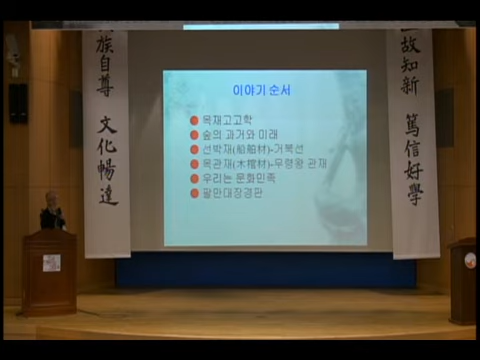 이야기 순서
목재고고학
숲의 과거와 미래
선박재(船舶材)-거북선
목관재(木棺材)-무령왕 관재
우리는 문화민족
팔만대장경판
族自尊 文化暢達
故知新 篤信好學